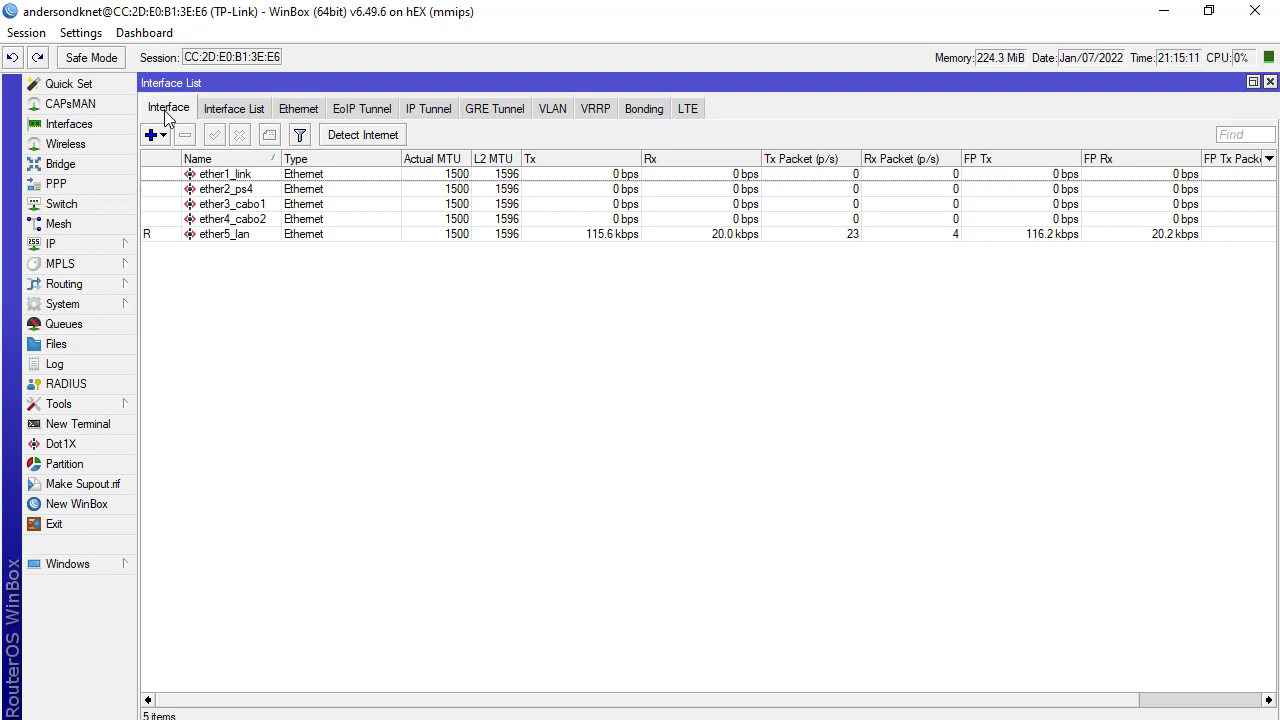 andersondknet@CC:2D:E0:B1:3E:E6 (TP-Link) - WinBox (64bit) v6.49.6 on hEX (mmips)
Session Settings Dashboard
Safe Mode Session: CC:2D:E0:B1:3E:E6 Memory: 224.3 MiB Date: Jan/07/2022 Time: 21:15:11 CPU: 0%
Quick Set
CAPsMAN
Interfaces
Wireless
Bridge
PPP
Switch
Mesh
IP
MPLS
Routing
System
Queues
Files
Log
RADIUS
Tools
New Terminal
Dot1X
Partition
Make Supout.rif
New WinBox
Exit
Windows
RouterOS WinBox
Interface List
Interface Interface List Ethernet EoIP Tunnel IP Tunnel GRE Tunnel VLAN VRRP Bonding LTE
Detect Internet Find
Name Type Actual MTU L2 MTU Tx Rx Tx Packet (p/s) Rx Packet (p/s) FP Tx FP Rx FP Tx Pack
ether1_link Ethernet 1500 1596 0 bps 0 bps 0 0 0 bps 0 bps
ether2_ps4 Ethernet 1500 1596 0 bps 0 bps 0 0 0 bps 0 bps
ether3_cabo1 Ethernet 1500 1596 0 bps 0 bps 0 0 0 bps 0 bps
ether4_cabo2 Ethernet 1500 1596 0 bps 0 bps 0 0 0 bps 0 bps
R ether5_lan Ethernet 1500 1596 115.6 kbps 20.0 kbps 23 4 116.2 kbps 20.2 kbps
5 items